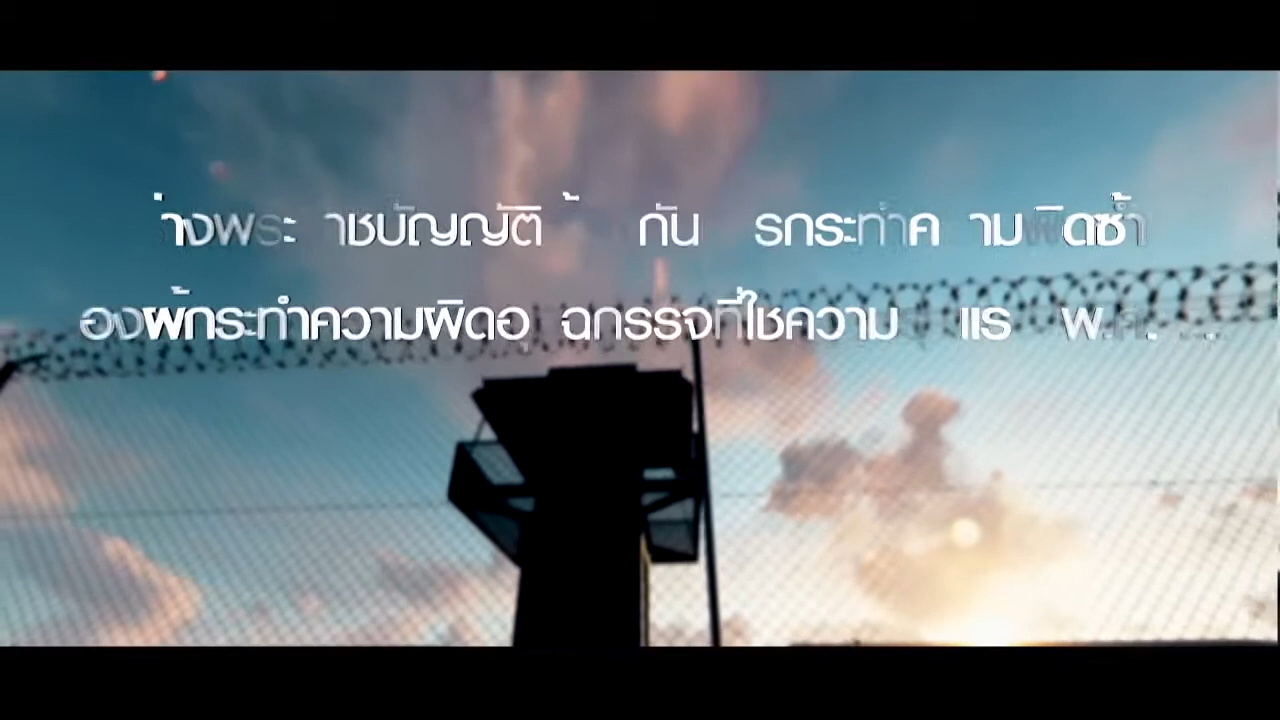 ่างพระ าชบัญญัติ ้ กัน รกระทำค ามผิดซ้ำ
องผู้กระทำความผิดอุ ฉกรรจ์ที่ใช้ความ แร พ.ศ.